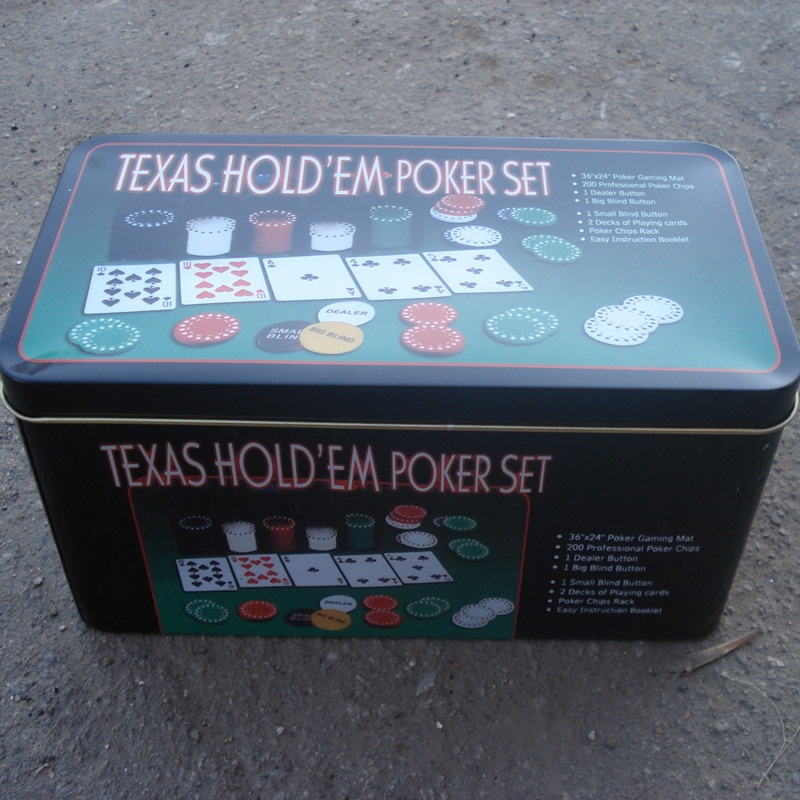 TEXAS HOLD'EM POKER SET
• 36"x24" Poker Gaming Mat
• 200 Professional Poker Chips
• 1 Dealer Button
• 1 Big Blind Button
• 1 Small Blind Button
• 2 Decks of Playing cards
• Poker Chips Rack
• Easy Instruction Booklet
10
10
A
DEALER
BIG BLIND
TEXAS HOLD'EM POKER SET
• 36"x24" Poker Gaming Mat
• 200 Professional Poker Chips
• 1 Dealer Button
• 1 Big Blind Button
• 1 Small Blind Button
• 2 Decks of Playing cards
• Poker Chips Rack
• Easy Instruction Booklet
DEALER
BIG BLIND